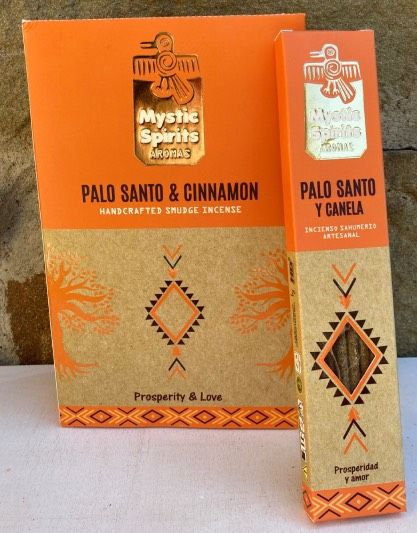 Mystic
Spirits
AROMAS
PALO SANTO & CINNAMON
HANDCRAFTED SMUDGE INCENSE
Prosperity & Love
Mystic
Spirits
AROMAS
PALO SANTO
Y CANELA
INCIENSO SAHUMERIO
ARTESANAL
Prosperidad
y amor